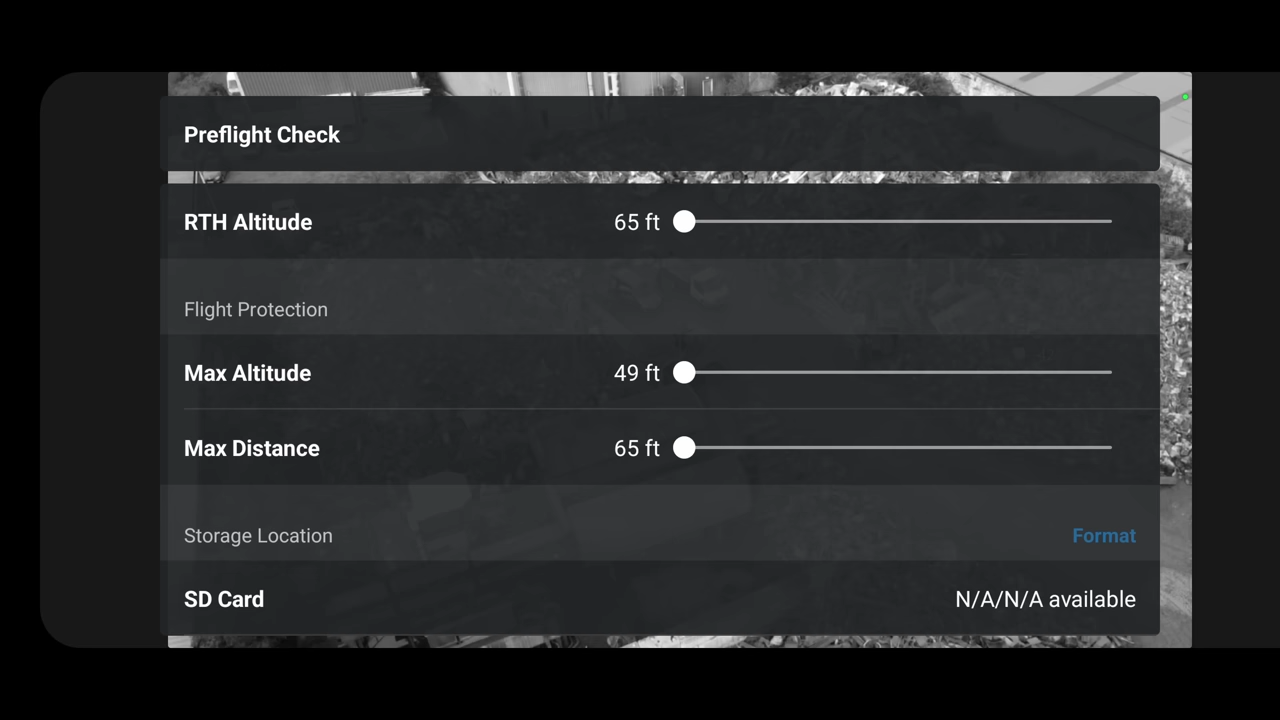 Preflight Check
RTH Altitude 65 ft
Flight Protection
Max Altitude 49 ft
Max Distance 65 ft
Storage Location Format
SD Card N/A/N/A available